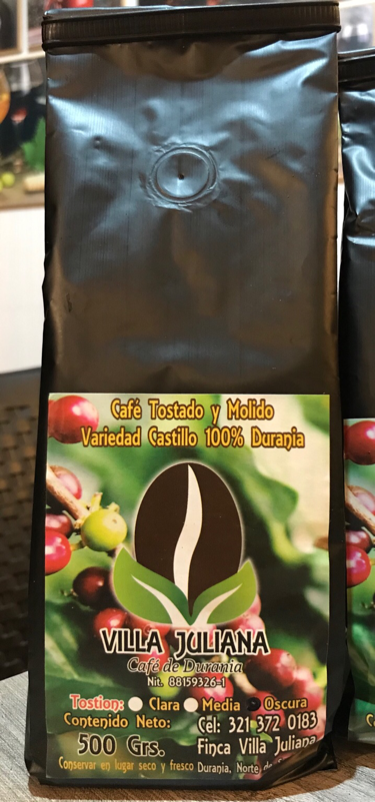 Café Tostado y Molido
Variedad Castillo 100% Durania
VILLA JULIANA
Café de Durania
Nit. 88159326-1
Tostion: Clara Media Oscura
Contenido Neto: Cél: 321 372 0183
500 Grs. Finca Villa Juliana
Conservar en lugar seco y fresco Durania, Norte de